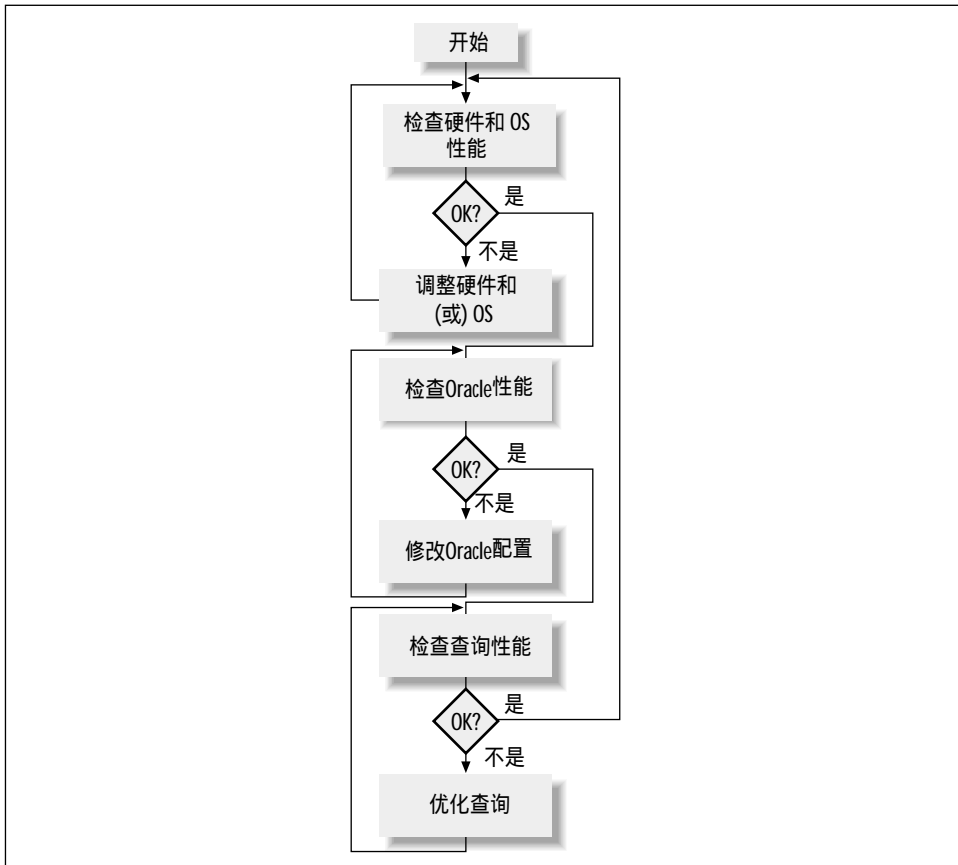 开始
检查硬件和 OS
性能
OK?
是
不是
调整硬件和
(或) OS
检查Oracle性能
OK?
是
不是
修改Oracle配置
检查查询性能
OK?
是
不是
优化查询